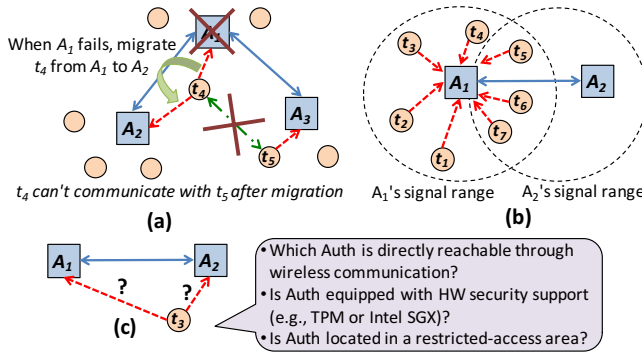 When A1 fails, migrate
t4 from A1 to A2
A1
t4
A2
A3
t5
t4 can't communicate with t5 after migration
(a)
t4
t3
t5
A1
A2
t2
t6
t7
t1
A1's signal range
A2's signal range
(b)
A1
A2
?
?
t3
(c)
•Which Auth is directly reachable through
wireless communication?
•Is Auth equipped with HW security support
(e.g., TPM or Intel SGX)?
•Is Auth located in a restricted-access area?